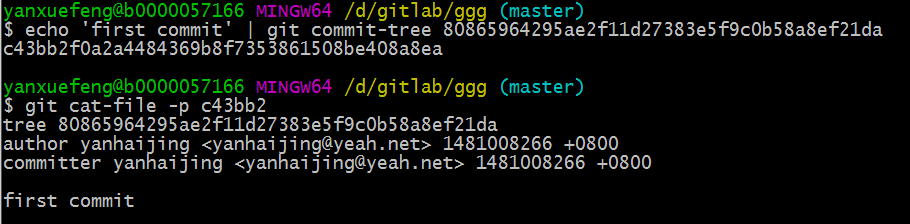 yanxuefeng@b0000057166 MINGW64 /d/gitlab/ggg (master)
$ echo 'first commit' | git commit-tree 80865964295ae2f11d27383e5f9c0b58a8ef21da
c43bb2f0a2a4484369b8f7353861508be408a8ea
yanxuefeng@b0000057166 MINGW64 /d/gitlab/ggg (master)
$ git cat-file -p c43bb2
tree 80865964295ae2f11d27383e5f9c0b58a8ef21da
author yanhaijing <yanhaijing@yeah.net> 1481008266 +0800
committer yanhaijing <yanhaijing@yeah.net> 1481008266 +0800
first commit